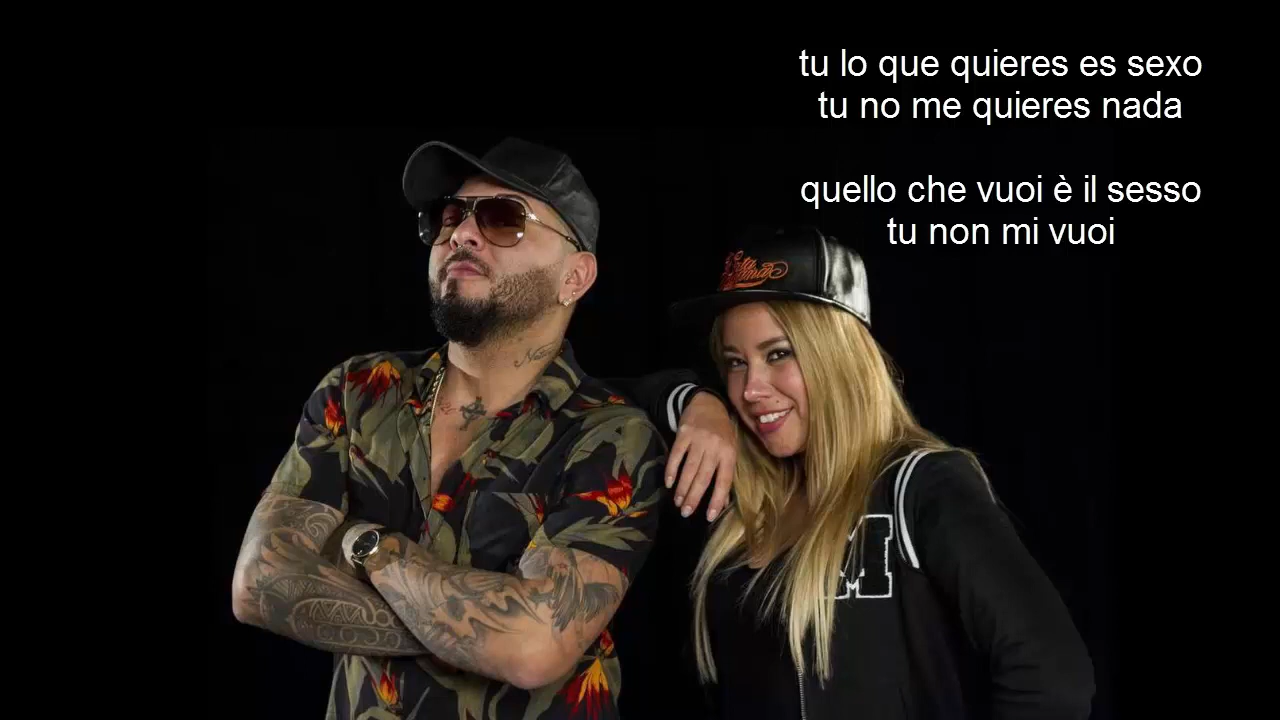 tu lo que quieres es sexo
tu no me quieres nada
quello che vuoi è il sesso
tu non mi vuoi
M